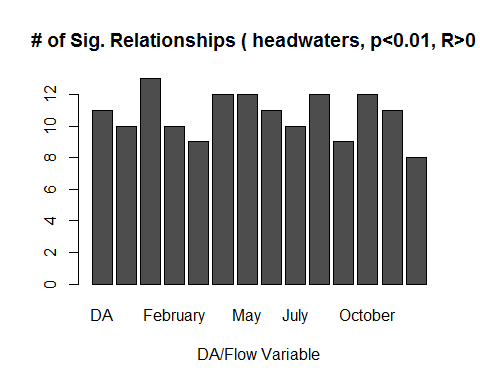 # of Sig. Relationships ( headwaters, p<0.01, R>0
12
10
8
6
4
2
0
DA February May July October
DA/Flow Variable